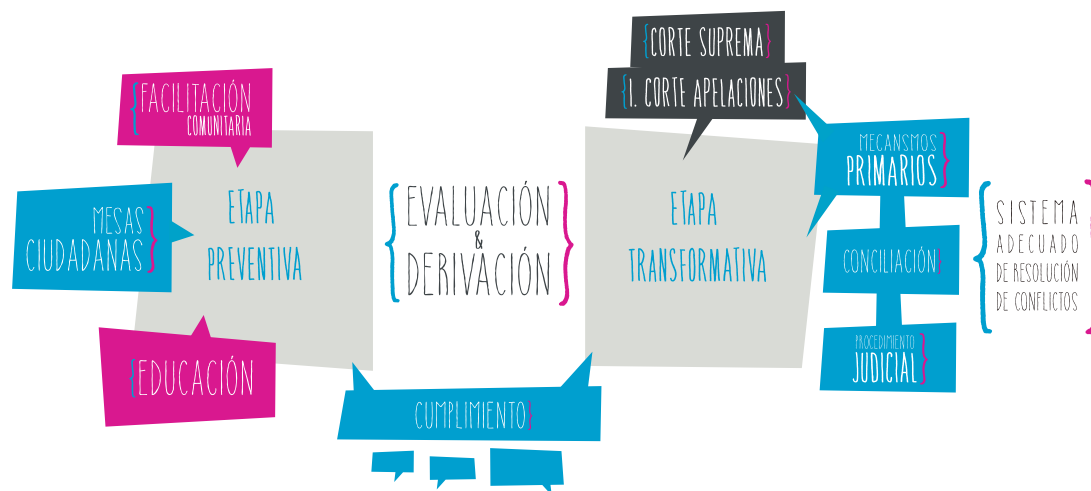 {CORTE SUPREMA}
{I. CORTE APELACIONES}
{FACILITACIÓN
COMUNITARIA
MECANSMOS
PRIMARIOS}
MESAS
CIUDADANAS}
ETAPA
PREVENTIVA
{EVALUACIÓN
&
DERIVACIÓN}
ETAPA
TRANSFORMATIVA
CONCILIACIÓN}
{SISTEMA
ADECUADO
DE RESOLUCIÓN
DE CONFLICTOS}
{EDUCACIÓN
PROCEDIMIENTO
JUDICIAL}
CUMPLIMIENTO}